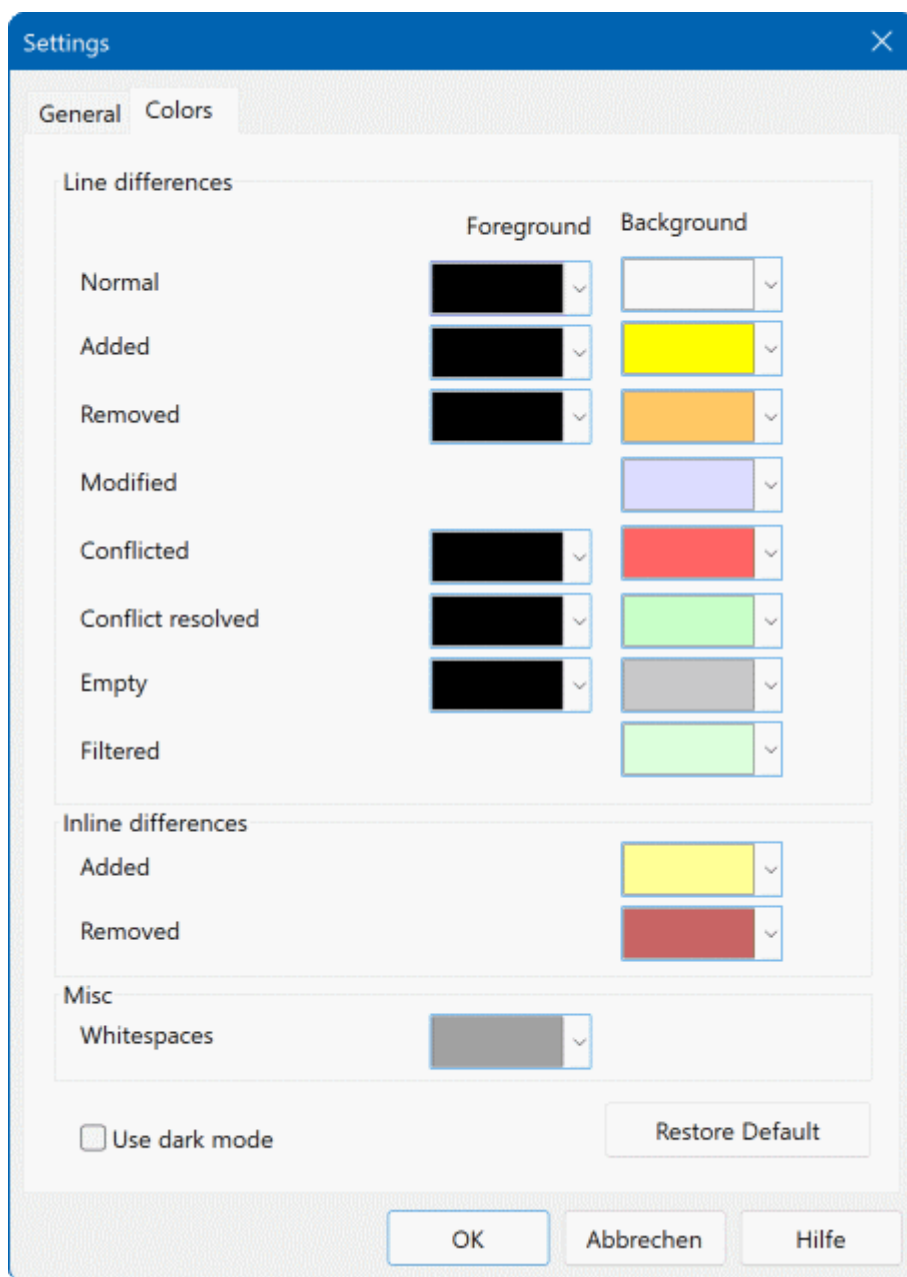 Settings
General Colors
Line differences
Foreground Background
Normal
Added
Removed
Modified
Conflicted
Conflict resolved
Empty
Filtered
Inline differences
Added
Removed
Misc
Whitespaces
Use dark mode Restore Default
OK Abbrechen Hilfe